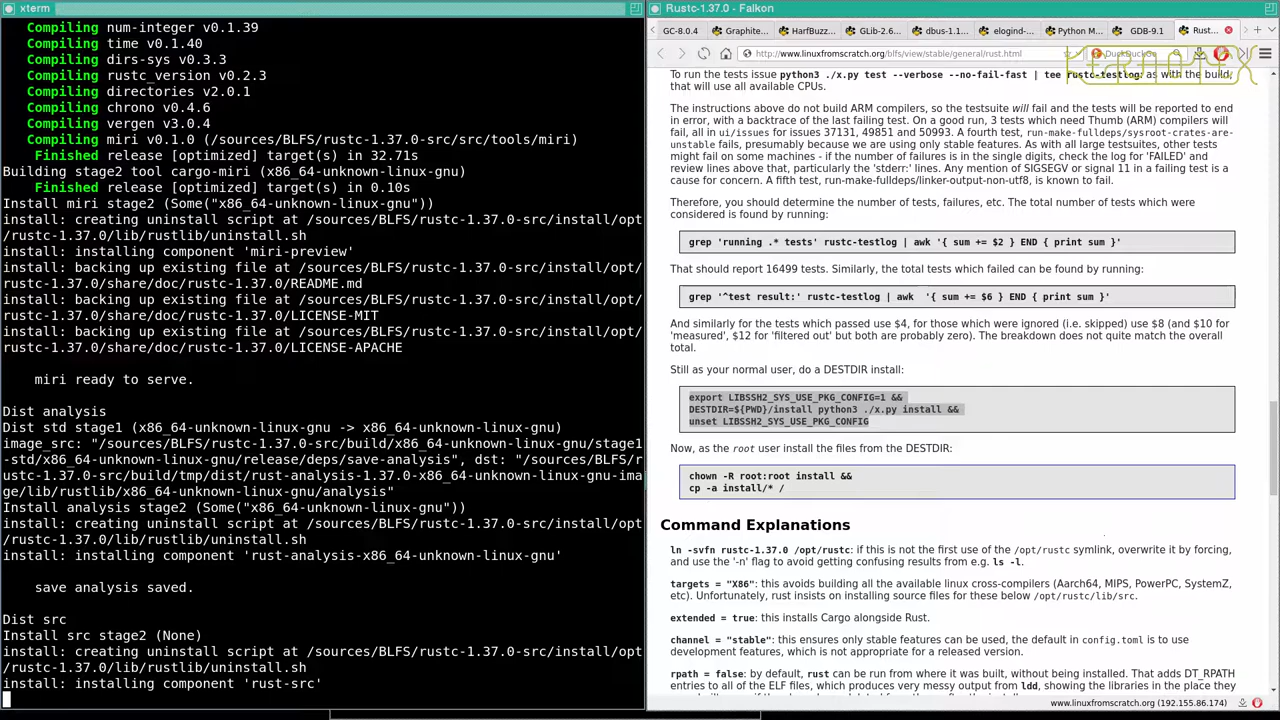 xterm
Compiling num-integer v0.1.39
Compiling time v0.1.40
Compiling dirs-sys v0.3.3
Compiling rustc_version v0.2.3
Compiling directories v2.0.1
Compiling chrono v0.4.6
Compiling vergen v3.0.4
Compiling miri v0.1.0 (/sources/BLFS/rustc-1.37.0-src/src/tools/miri)
Finished release [optimized] target(s) in 32.71s
Building stage2 tool cargo-miri (x86_64-unknown-linux-gnu)
Finished release [optimized] target(s) in 0.10s
Install miri stage2 (Some("x86_64-unknown-linux-gnu"))
install: creating uninstall script at /sources/BLFS/rustc-1.37.0-src/install/opt
/rustc-1.37.0/lib/rustlib/uninstall.sh
install: installing component 'miri-preview'
install: backing up existing file at /sources/BLFS/rustc-1.37.0-src/install/opt/
rustc-1.37.0/share/doc/rustc-1.37.0/README.md
install: backing up existing file at /sources/BLFS/rustc-1.37.0-src/install/opt/
rustc-1.37.0/share/doc/rustc-1.37.0/LICENSE-MIT
install: backing up existing file at /sources/BLFS/rustc-1.37.0-src/install/opt/
rustc-1.37.0/share/doc/rustc-1.37.0/LICENSE-APACHE
miri ready to serve.
Dist analysis
Dist std stage1 (x86_64-unknown-linux-gnu -> x86_64-unknown-linux-gnu)
image_src: "/sources/BLFS/rustc-1.37.0-src/build/x86_64-unknown-linux-gnu/stage1
-std/x86_64-unknown-linux-gnu/release/deps/save-analysis", dst: "/sources/BLFS/r
ustc-1.37.0-src/build/tmp/dist/rust-analysis-1.37.0-x86_64-unknown-linux-gnu-ima
ge/lib/rustlib/x86_64-unknown-linux-gnu/analysis"
Install analysis stage2 (Some("x86_64-unknown-linux-gnu"))
install: creating uninstall script at /sources/BLFS/rustc-1.37.0-src/install/opt
/rustc-1.37.0/lib/rustlib/uninstall.sh
install: installing component 'rust-analysis-x86_64-unknown-linux-gnu'
save analysis saved.
Dist src
Install src stage2 (None)
install: creating uninstall script at /sources/BLFS/rustc-1.37.0-src/install/opt
/rustc-1.37.0/lib/rustlib/uninstall.sh
install: installing component 'rust-src'
Rustc-1.37.0 - Falkon
GC-8.0.4 Graphite... HarfBuzz... GLib-2.6... dbus-1.1... elogind-... Python M... GDB-9.1 Rust...
http://www.linuxfromscratch.org/blfs/view/stable/general/rust.html
DuckDuckGo
To run the tests issue python3 ./x.py test --verbose --no-fail-fast | tee rustc-testlog: as with the build,
that will use all available CPUs.
The instructions above do not build ARM compilers, so the testsuite will fail and the tests will be reported to end
in error, with a backtrace of the last failing test. On a good run, 3 tests which need Thumb (ARM) compilers will
fail, all in ui/issues for issues 37131, 49851 and 50993. A fourth test, run-make-fulldeps/sysroot-crates-are-
unstable fails, presumably because we are using only stable features. As with all large testsuites, other tests
might fail on some machines - if the number of failures is in the single digits, check the log for 'FAILED' and
review lines above that, particularly the 'stderr:' lines. Any mention of SIGSEGV or signal 11 in a failing test is a
cause for concern. A fifth test, run-make-fulldeps/linker-output-non-utf8, is known to fail.
Therefore, you should determine the number of tests, failures, etc. The total number of tests which were
considered is found by running:
grep 'running .* tests' rustc-testlog | awk '{ sum += $2 } END { print sum }'
That should report 16499 tests. Similarly, the total tests which failed can be found by running:
grep '^test result:' rustc-testlog | awk  '{ sum += $6 } END { print sum }'
And similarly for the tests which passed use $4, for those which were ignored (i.e. skipped) use $8 (and $10 for
'measured', $12 for 'filtered out' but both are probably zero). The breakdown does not quite match the overall
total.
Still as your normal user, do a DESTDIR install:
export LIBSSH2_SYS_USE_PKG_CONFIG=1 &&
DESTDIR=${PWD}/install python3 ./x.py install &&
unset LIBSSH2_SYS_USE_PKG_CONFIG
Now, as the root user install the files from the DESTDIR:
chown -R root:root install &&
cp -a install/* /
Command Explanations
ln -svfn rustc-1.37.0 /opt/rustc: if this is not the first use of the /opt/rustc symlink, overwrite it by forcing,
and use the '-n' flag to avoid getting confusing results from e.g. ls -l.
targets = "X86": this avoids building all the available linux cross-compilers (Aarch64, MIPS, PowerPC, SystemZ,
etc). Unfortunately, rust insists on installing source files for these below /opt/rustc/lib/src.
extended = true: this installs Cargo alongside Rust.
channel = "stable": this ensures only stable features can be used, the default in config.toml is to use
development features, which is not appropriate for a released version.
rpath = false: by default, rust can be run from where it was built, without being installed. That adds DT_RPATH
entries to all of the ELF files, which produces very messy output from ldd, showing the libraries in the place they
www.linuxfromscratch.org (192.155.86.174)